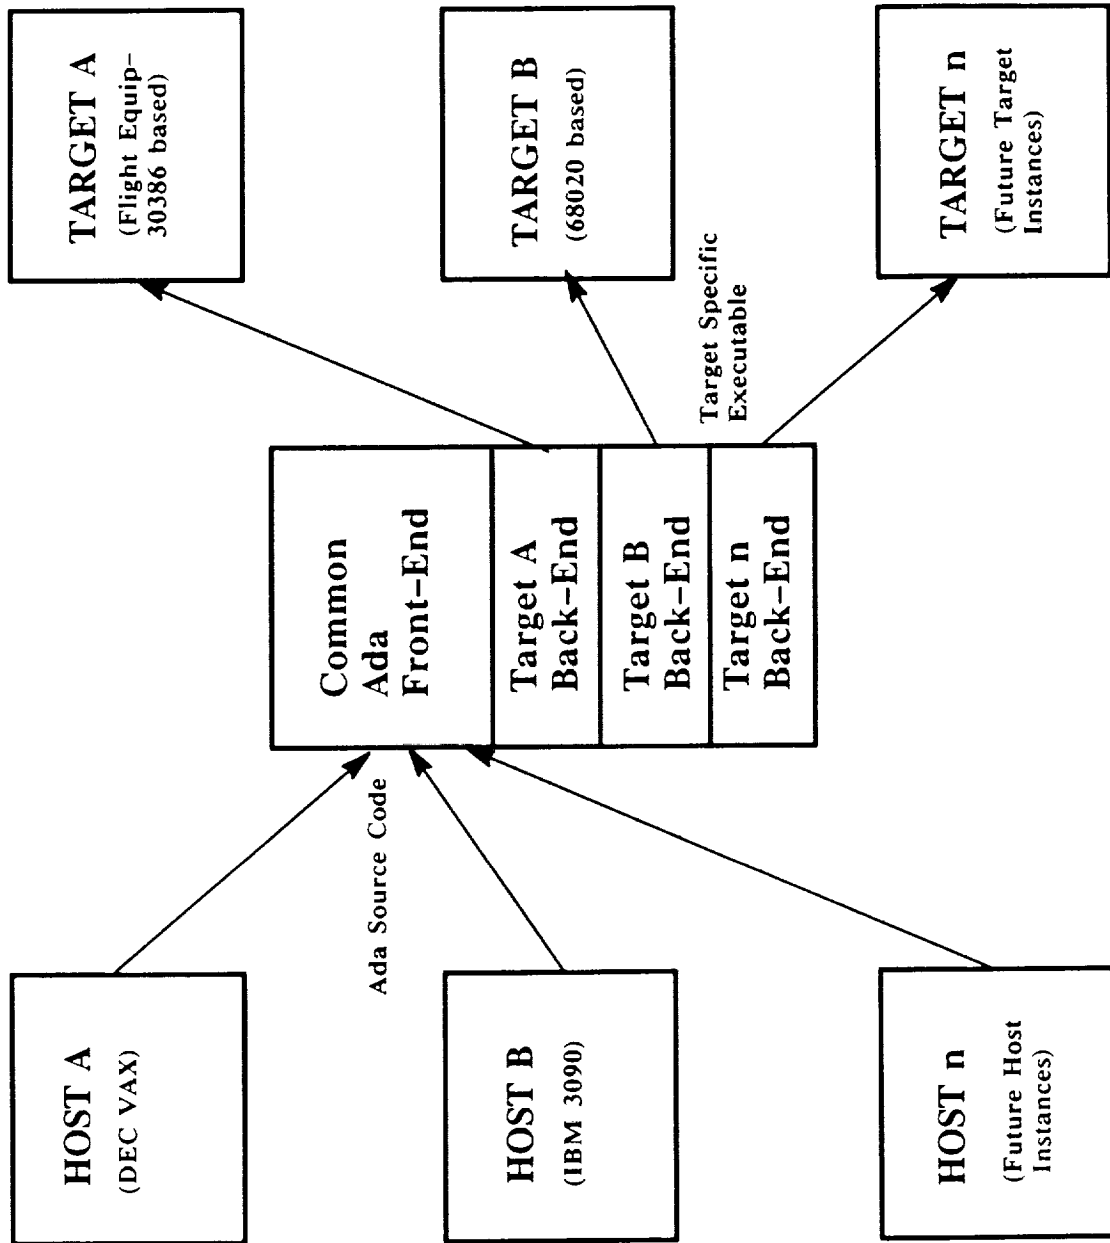 HOST A
(DEC VAX)
HOST B
(IBM 3090)
HOST n
(Future Host
Instances)
Ada Source Code
Common
Ada
Front-End
Target A
Back-End
Target B
Back-End
Target n
Back-End
Target Specific
Executable
TARGET A
(Flight Equip-
30386 based)
TARGET B
(68020 based)
TARGET n
(Future Target
Instances)